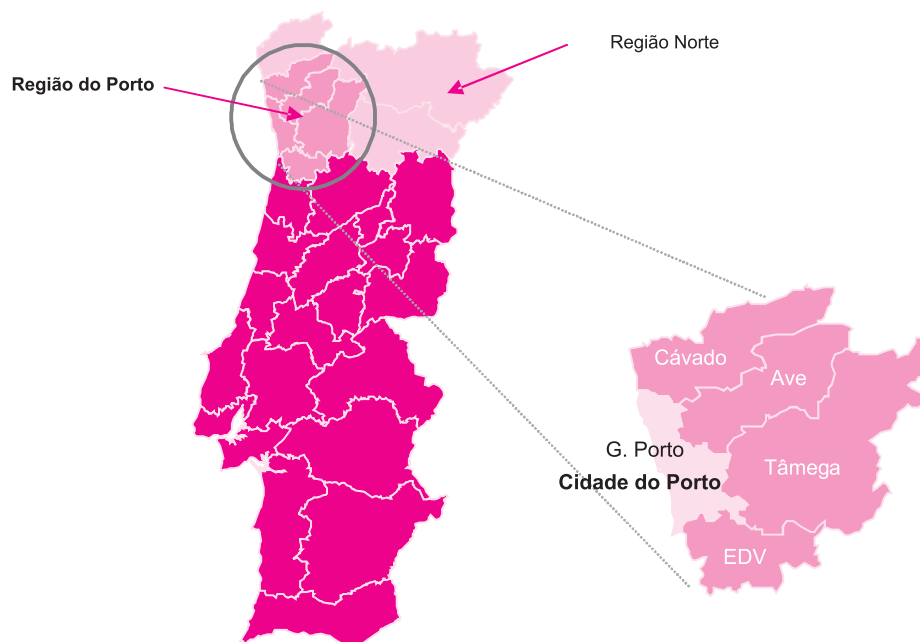 Região Norte
Região do Porto
Cávado
Ave
G. Porto
Tâmega
Cidade do Porto
EDV